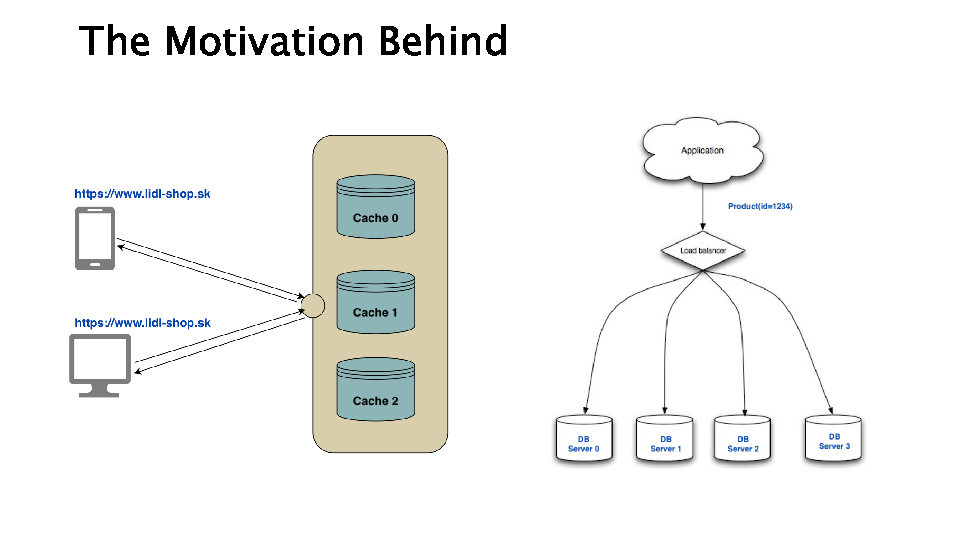 The Motivation Behind
https://www.lidl-shop.sk
https://www.lidl-shop.sk
Cache 0
Cache 1
Cache 2
Application
Product(id=1234)
Load balancer
DB
Server 0
DB
Server 1
DB
Server 2
DB
Server 3